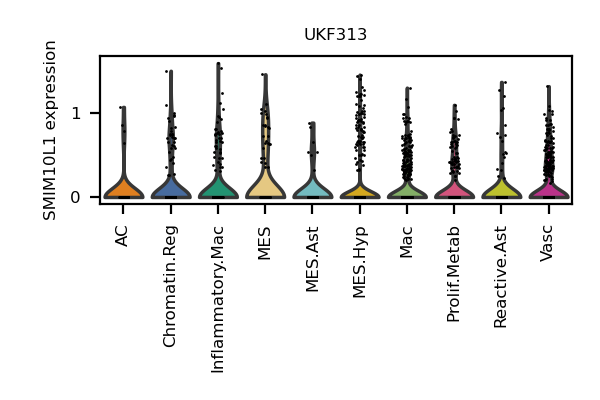 UKF313
SMIM10L1 expression
1
0
AC
Chromatin.Reg
Inflammatory.Mac
MES
MES.Ast
MES.Hyp
Mac
Prolif.Metab
Reactive.Ast
Vasc